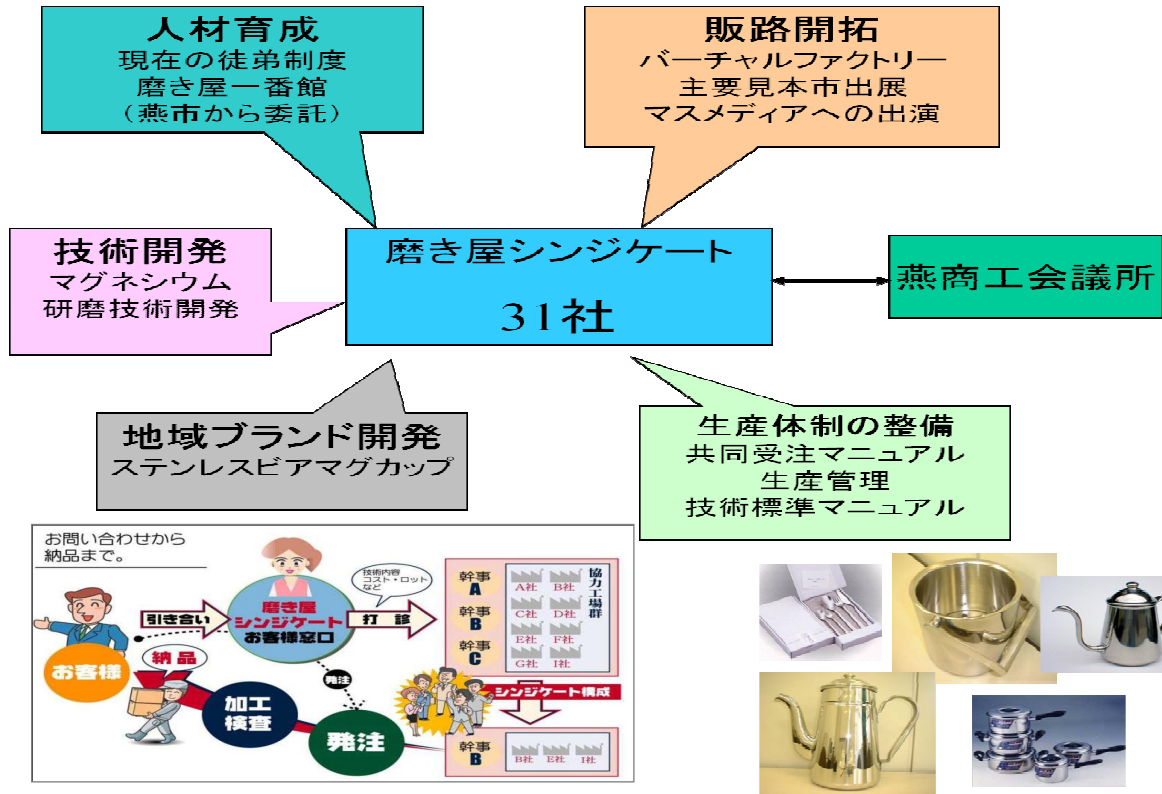 人材育成
現在の徒弟制度
磨き屋一番館
(燕市から委託)
販路開拓
バーチャルファクトリー
主要見本市出展
マスメディアへの出演
技術開発
マグネシウム
研磨技術開発
磨き屋シンジケート
31社
燕商工会議所
地域ブランド開発
ステンレスビアマグカップ
生産体制の整備
共同受注マニュアル
生産管理
技術標準マニュアル
お問い合わせから
納品まで。
お客様
引き合い
磨き屋
シンジケート
お客様窓口
技術内容
コスト・ロット
など
打診
幹事
A
幹事
B
幹事
C
A社 B社
C社 D社
E社 F社
G社 I社
協力工場群
シンジケート構成
幹事
B
B社 E社 I社
発注
発注
加工
検査
納品